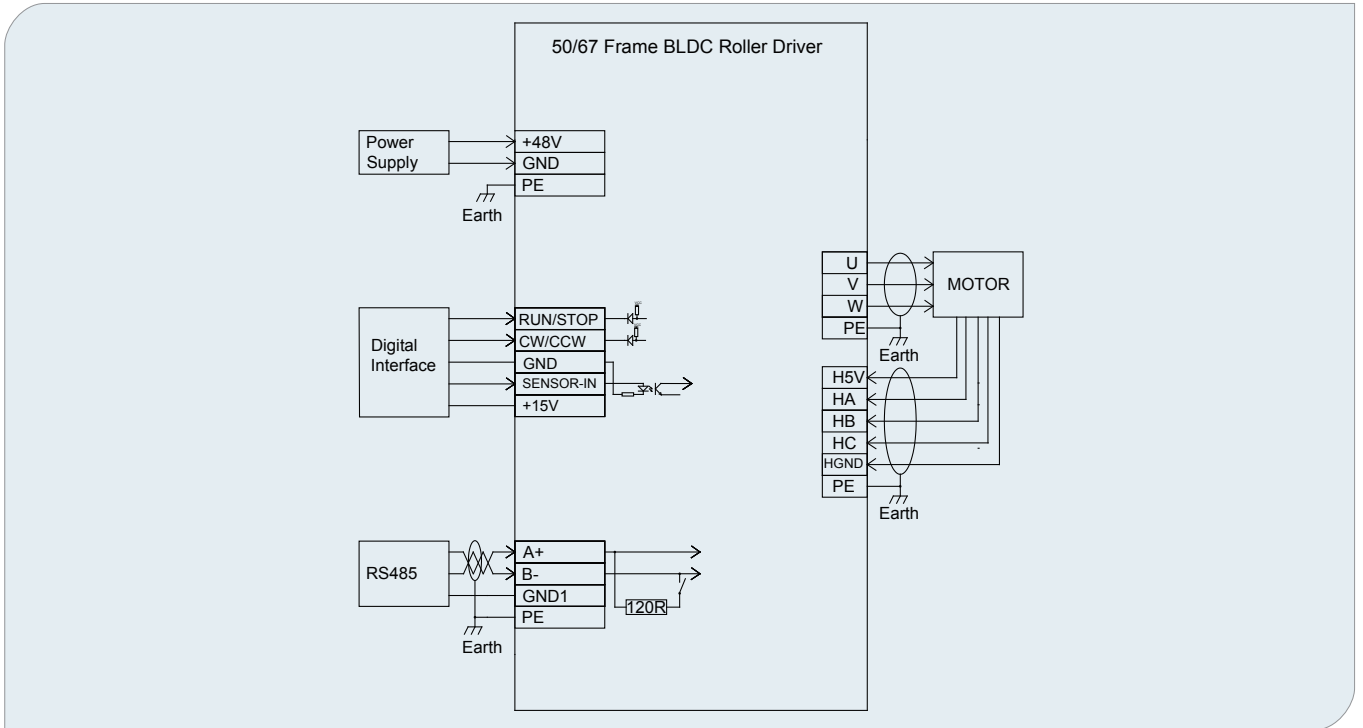 50/67 Frame BLDC Roller Driver
Power
Supply
+48V
GND
PE
Earth
Digital
Interface
RUN/STOP
CW/CCW
GND
SENSOR-IN
+15V
RS485
A+
B-
GND1
PE
120R
Earth
U
V
W
PE
MOTOR
Earth
H5V
HA
HB
HC
HGND
PE
Earth